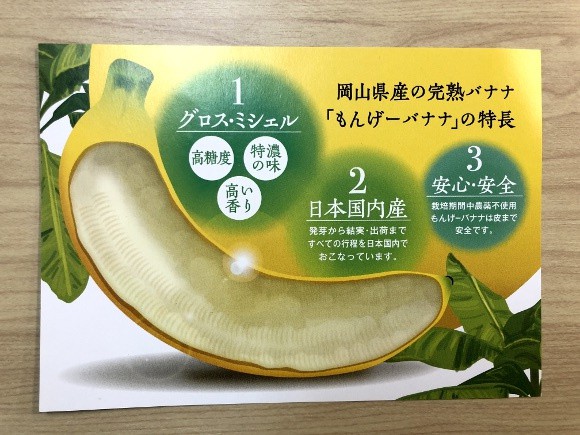 岡山県産の完熟バナナ
「もんげーバナナ」の特長
1
グロス・ミシェル
高糖度
特濃
の味
高い
香り
2
日本国内産
発芽から結実・出荷まで
すべての行程を日本国内で
おこなっています。
3
安心・安全
栽培期間中農薬不使用
もんげーバナナは皮まで
安全です。